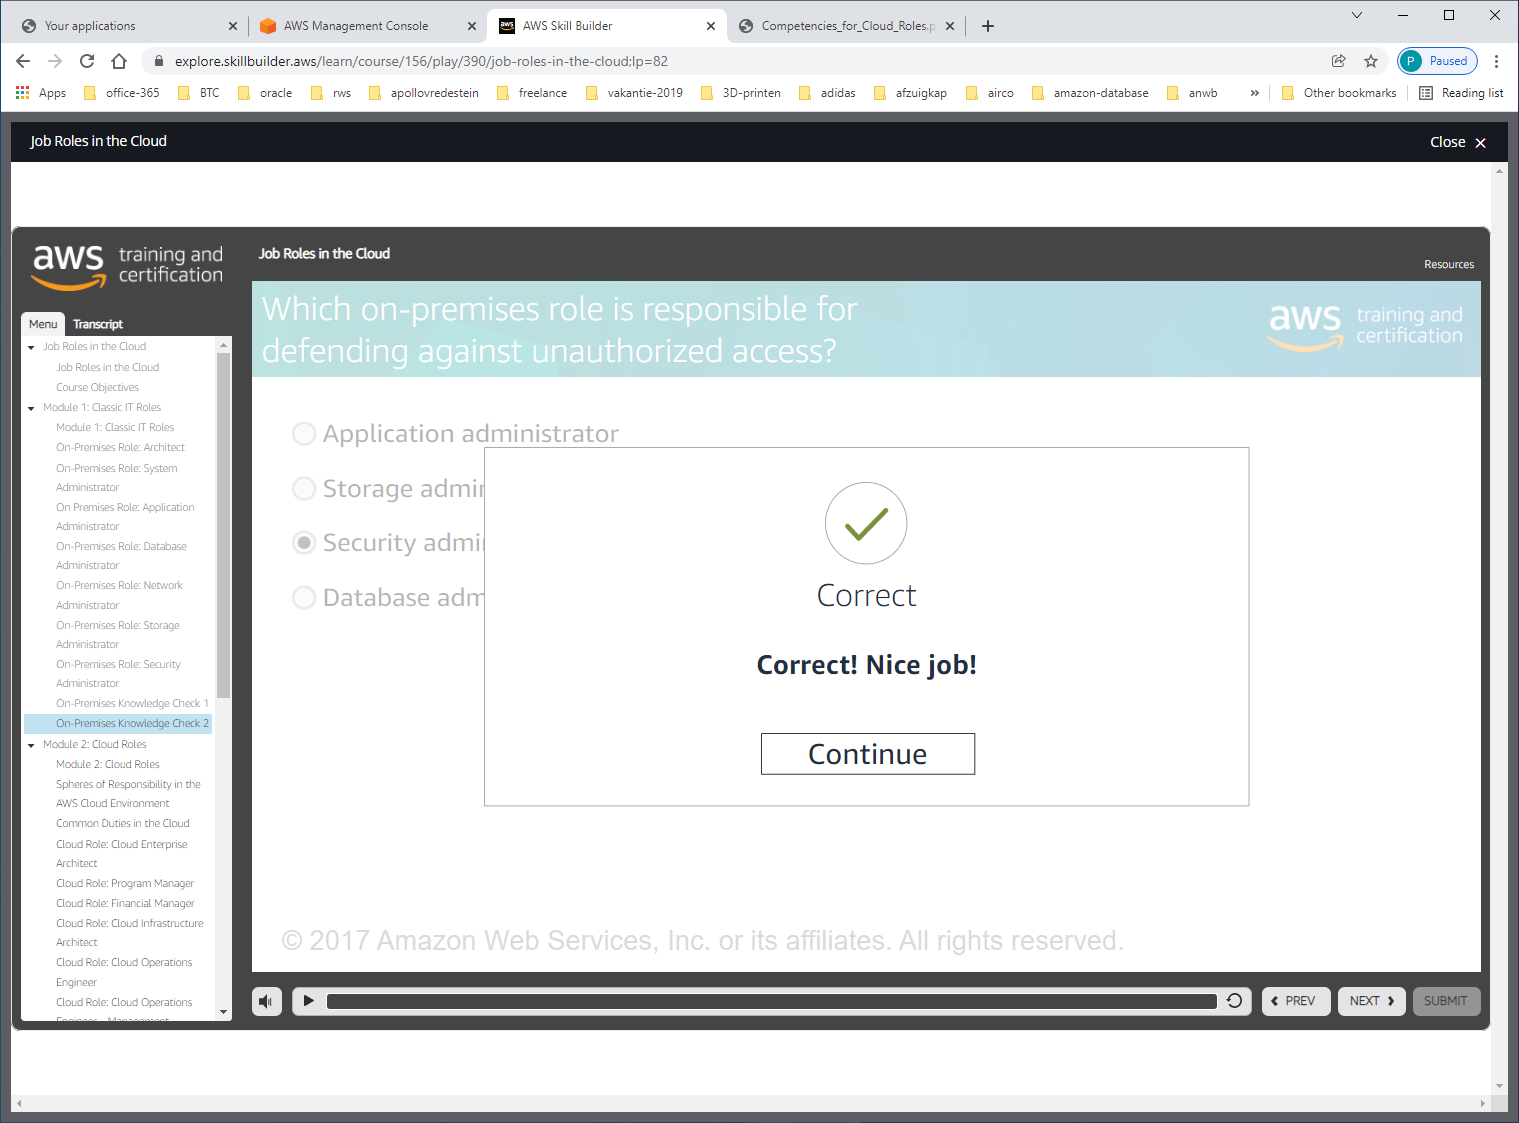 Your applications
AWS Management Console
AWS Skill Builder
Competencies_for_Cloud_Roles.p
explore.skillbuilder.aws/learn/course/156/play/390/job-roles-in-the-cloud;lp=82
P Paused
Apps
office-365
BTC
oracle
rws
apollovredestein
freelance
vakantie-2019
3D-printen
adidas
afzuigkap
airco
amazon-database
anwb
»
Other bookmarks
Reading list
Job Roles in the Cloud
Close
aws training and certification
Job Roles in the Cloud
Resources
Menu
Transcript
Job Roles in the Cloud
Job Roles in the Cloud
Course Objectives
Module 1: Classic IT Roles
Module 1: Classic IT Roles
On-Premises Role: Architect
On-Premises Role: System
Administrator
On Premises Role: Application
Administrator
On-Premises Role: Database
Administrator
On-Premises Role: Network
Administrator
On-Premises Role: Storage
Administrator
On-Premises Role: Security
Administrator
On-Premises Knowledge Check 1
On-Premises Knowledge Check 2
Module 2: Cloud Roles
Module 2: Cloud Roles
Spheres of Responsibility in the
AWS Cloud Environment
Common Duties in the Cloud
Cloud Role: Cloud Enterprise
Architect
Cloud Role: Program Manager
Cloud Role: Financial Manager
Cloud Role: Cloud Infrastructure
Architect
Cloud Role: Cloud Operations
Engineer
Cloud Role: Cloud Operations
Engineer - Management
Which on-premises role is responsible for
defending against unauthorized access?
aws training and certification
Application administrator
Storage admin
Security admin
Database adm
Correct
Correct! Nice job!
Continue
© 2017 Amazon Web Services, Inc. or its affiliates. All rights reserved.
PREV
NEXT
SUBMIT